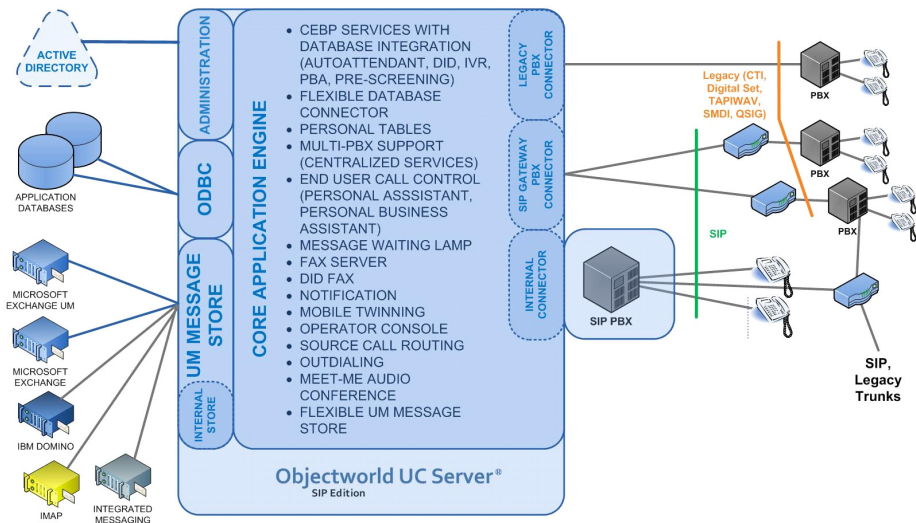 ACTIVE
DIRECTORY
APPLICATION
DATABASES
MICROSOFT
EXCHANGE UM
MICROSOFT
EXCHANGE
IBM DOMINO
IMAP
INTEGRATED
MESSAGING
ADMINISTRATION
ODBC
UM MESSAGE
STORE
INTERNAL
STORE
CORE APPLICATION ENGINE
• CEBP SERVICES WITH
DATABASE INTEGRATION
(AUTOATTENDANT, DID, IVR,
PBA, PRE-SCREENING)
• FLEXIBLE DATABASE
CONNECTOR
• PERSONAL TABLES
• MULTI-PBX SUPPORT
(CENTRALIZED SERVICES)
• END USER CALL CONTROL
(PERSONAL ASSSISTANT,
PERSONAL BUSINESS
ASSISTANT)
• MESSAGE WAITING LAMP
• FAX SERVER
• DID FAX
• NOTIFICATION
• MOBILE TWINNING
• OPERATOR CONSOLE
• SOURCE CALL ROUTING
• OUTDIALING
• MEET-ME AUDIO
CONFERENCE
• FLEXIBLE UM MESSAGE
STORE
LEGACY
PBX
CONNECTOR
SIP GATEWAY
PBX
CONNECTOR
INTERNAL
CONNECTOR
SIP PBX
Objectworld UC Server®
SIP Edition
Legacy (CTI,
Digital Set,
TAPIWAV,
SMDI, QSIG)
SIP
PBX
PBX
PBX
SIP,
Legacy
Trunks